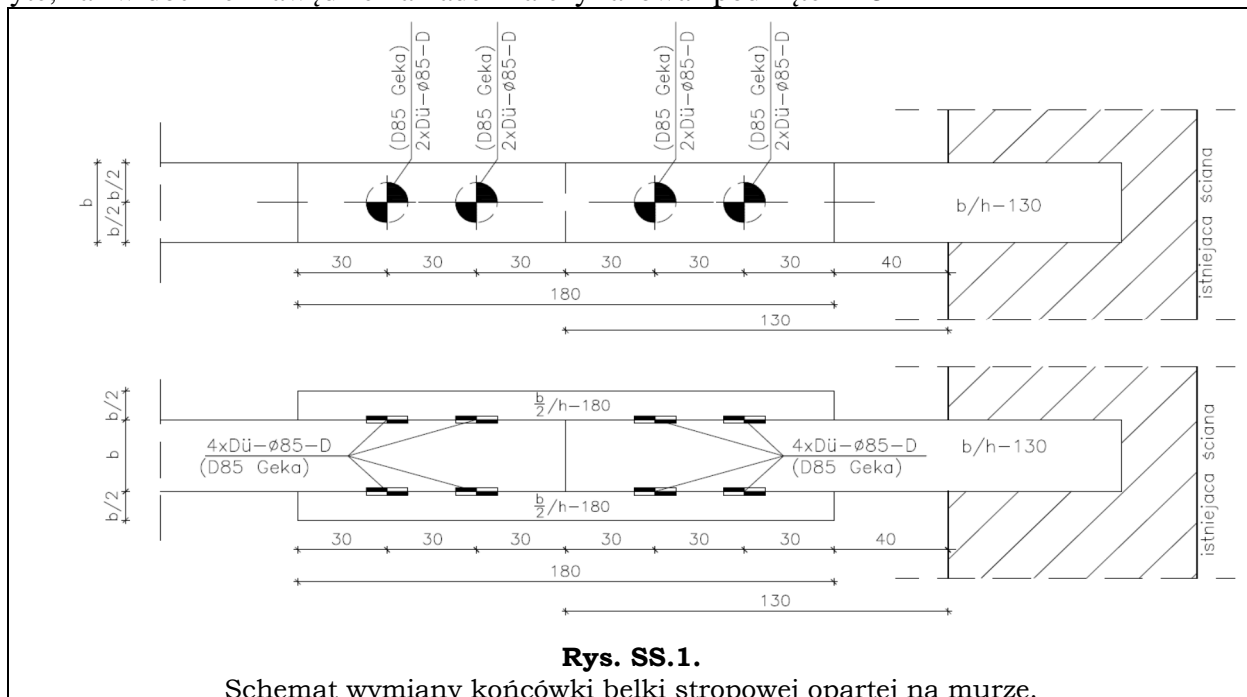 (D85 Geka)
2xDü-ø85-D
(D85 Geka)
2xDü-ø85-D
(D85 Geka)
2xDü-ø85-D
(D85 Geka)
2xDü-ø85-D
b
b/2
b/2
b/h-130
istniejaca ściana
30 30 30 30 30 30 40
180
130
b/2
b
b/2
b/2/h-180
4xDü-ø85-D
(D85 Geka)
4xDü-ø85-D
(D85 Geka)
b/h-130
b/2/h-180
istniejaca ściana
30 30 30 30 30 30 40
180
130
Rys. SS.1.
Schemat wymiany końcówki belki stropowej opartej na murze.